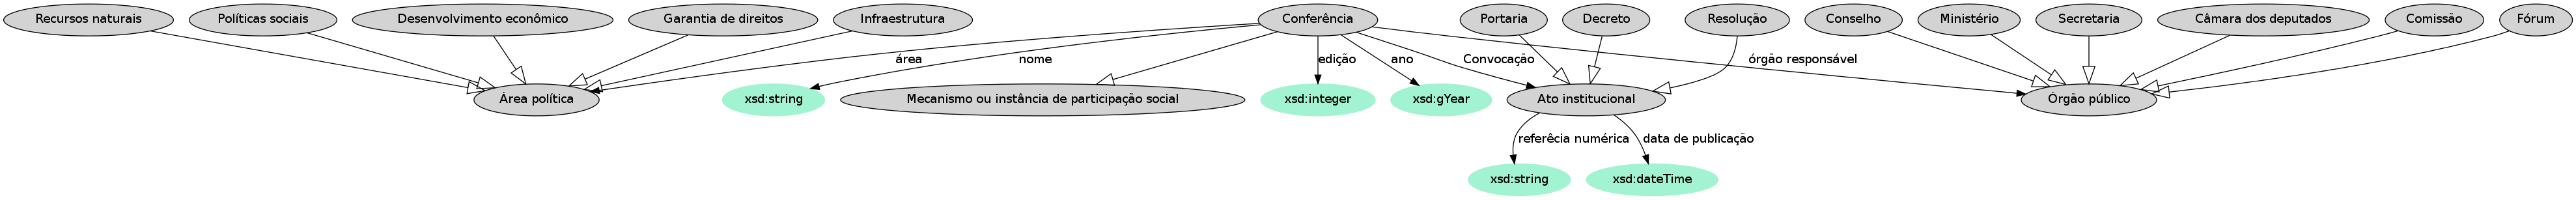 Recursos naturais
Políticas sociais
Desenvolvimento econômico
Garantia de direitos
Infraestrutura
Conferência
Portaria
Decreto
Resolução
Conselho
Ministério
Secretaria
Câmara dos deputados
Comissão
Fórum
área
nome
edição
ano
Convocação
órgão responsável
Área política
xsd:string
Mecanismo ou instância de participação social
xsd:integer
xsd:gYear
Ato institucional
Órgão público
referêcia numérica
data de publicação
xsd:string
xsd:dateTime